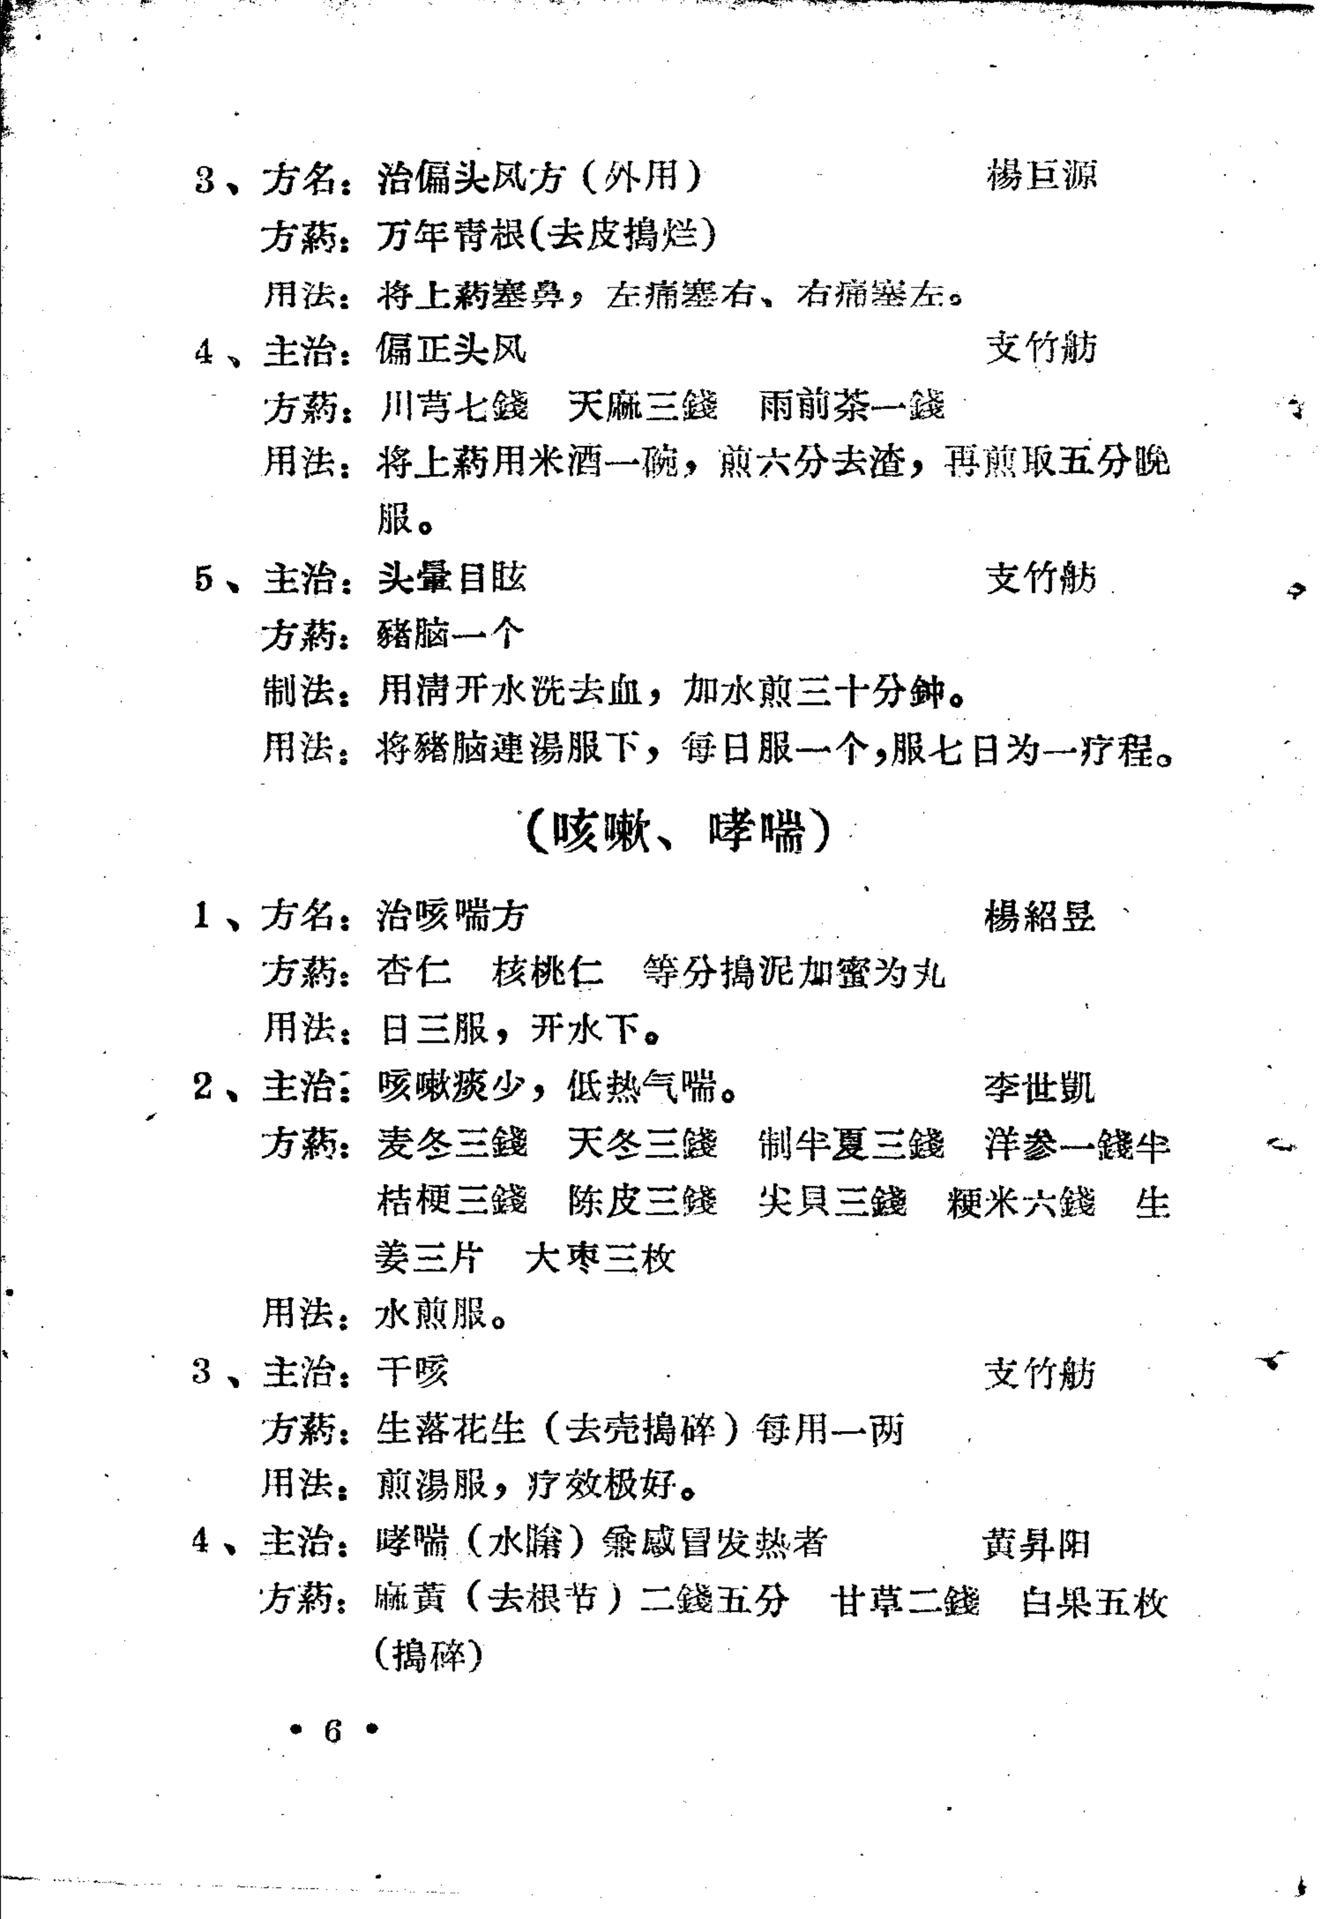 3、方名：治偏头风方（外用）　楊巨源
方葯：万年青根（去皮搗烂）
用法：将上葯塞鼻，左痛塞右、右痛塞左。
4、主治：偏正头风　支竹舫
方葯：川芎七錢　天麻三錢　雨前茶一錢
用法：将上葯用米酒一碗，煎六分去渣，再煎取五分晚
服。
5、主治：头暈目眩　支竹舫
方葯：豬脑一个
制法：用清开水洗去血，加水煎三十分鈡。
用法：将豬脑連湯服下，每日服一个，服七日为一疗程。
（咳嗽、哮喘）
1、方名：治咳喘方　楊紹昱
方葯：杏仁　核桃仁　等分搗泥加蜜为丸
用法：日三服，开水下。
2、主治：咳嗽痰少，低热气喘。　李世凱
方葯：麦冬三錢　天冬三錢　制半夏三錢　洋参一錢半
桔梗三錢　陈皮三錢　尖貝三錢　粳米六錢　生
姜三片　大枣三枚
用法：水煎服。
3、主治：干咳　支竹舫
方葯：生落花生（去壳搗碎）每用一两
用法：煎湯服，疗效极好。
4、主治：哮喘（水）兼感冒发热者　黄昇阳
方葯：麻黄（去根节）二錢五分　甘草二錢　白果五枚
（搗碎）
• 6 •